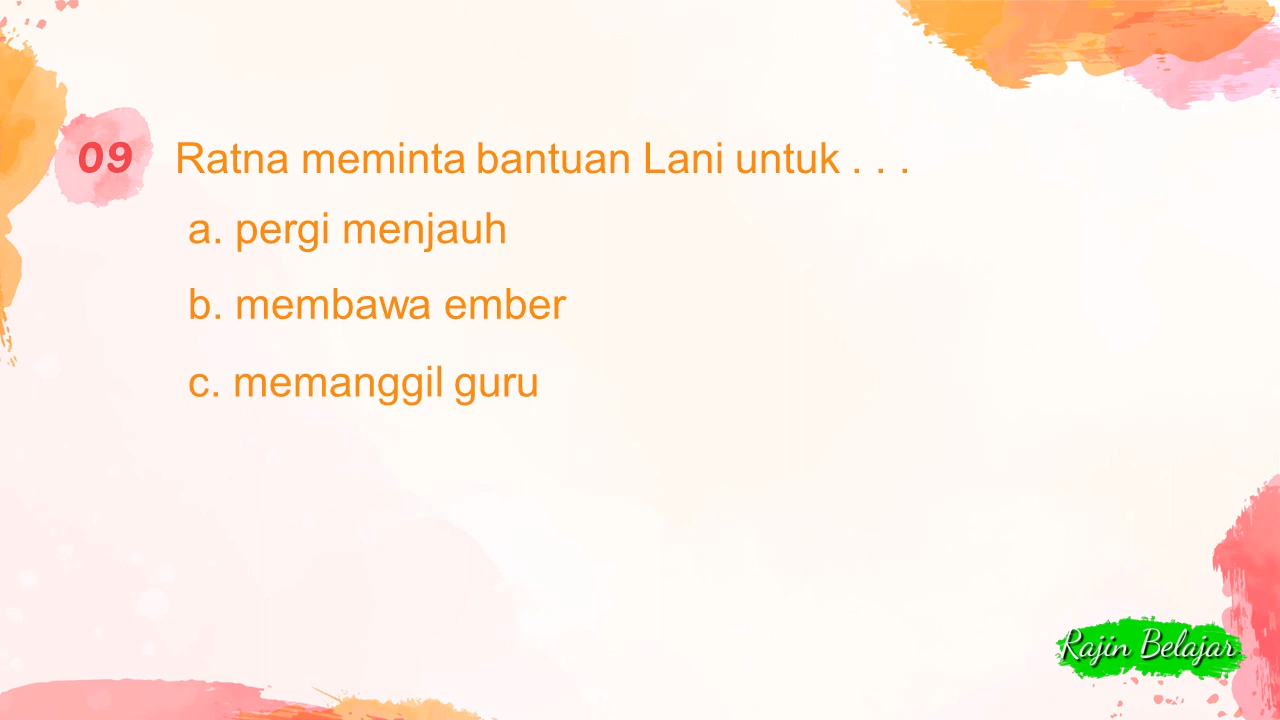 09 Ratna meminta bantuan Lani untuk . . .
a. pergi menjauh
b. membawa ember
c. memanggil guru
Rajin Belajar